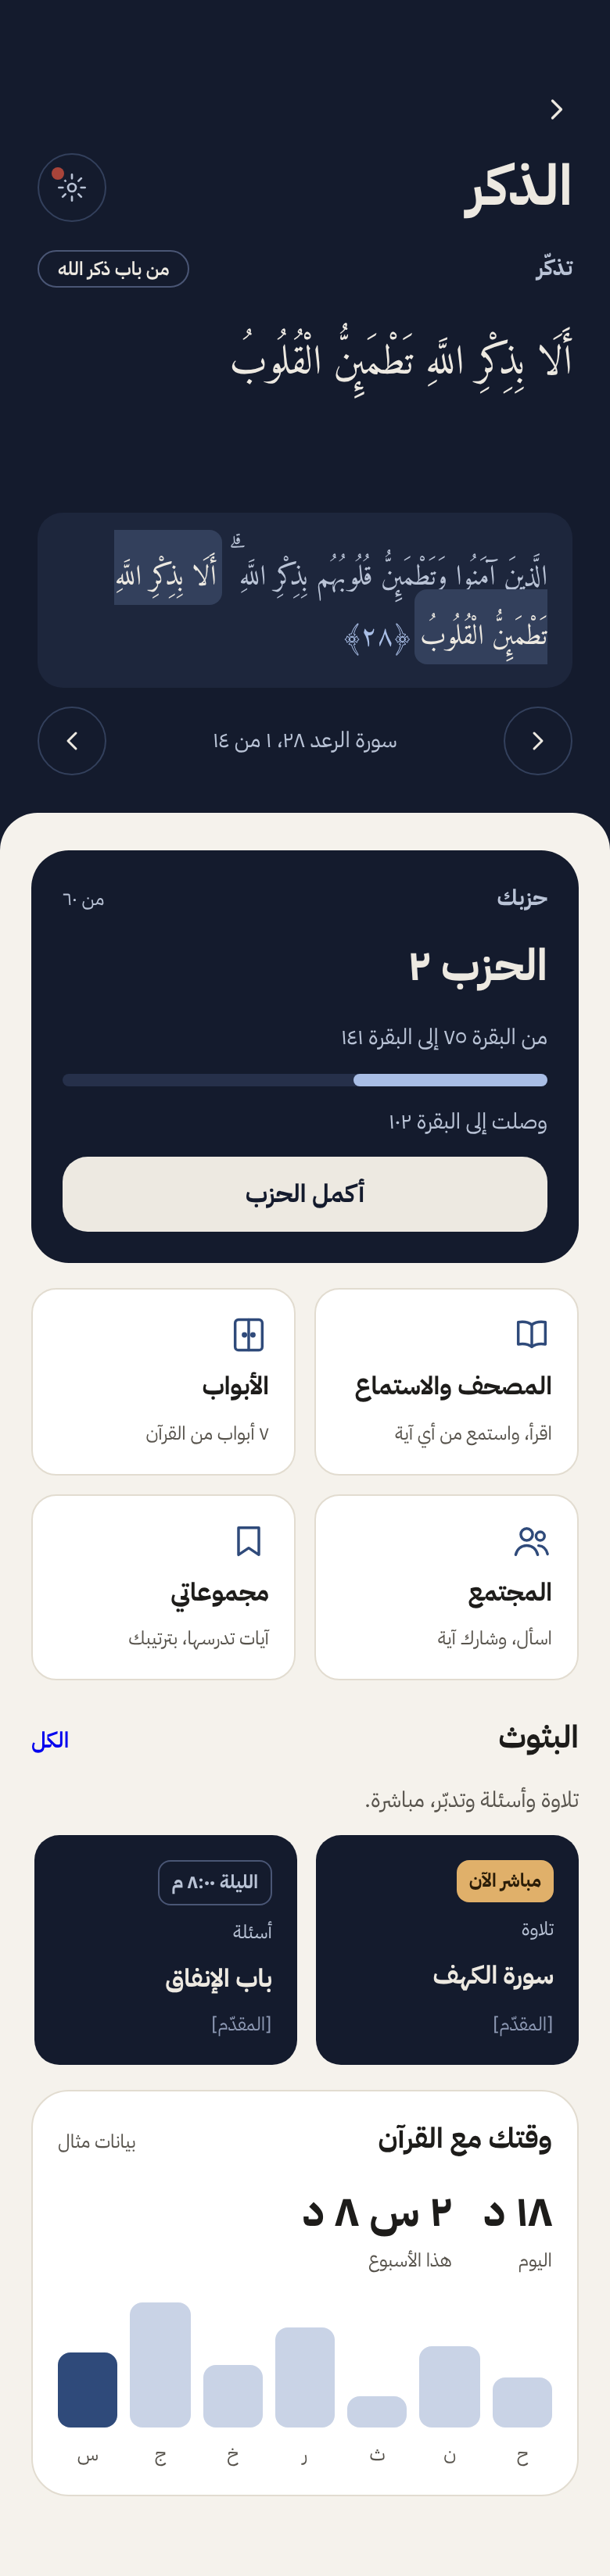 الذكر
تذكّر
من باب ذكر الله
أَلَا بِذِكْرِ اللَّهِ تَطْمَئِنُّ الْقُلُوبُ
الَّذِينَ آمَنُوا وَتَطْمَئِنُّ قُلُوبُهُم بِذِكْرِ اللَّهِ ۗ أَلَا بِذِكْرِ اللَّهِ
تَطْمَئِنُّ الْقُلُوبُ ﴿٢٨﴾
سورة الرعد ٢٨، ١ من ١٤
حزبك
من ٦٠
الحزب ٢
من البقرة ٧٥ إلى البقرة ١٤١
وصلت إلى البقرة ١٠٢
أكمل الحزب
المصحف والاستماع
اقرأ، واستمع من أي آية
الأبواب
٧ أبواب من القرآن
المجتمع
اسأل، وشارك آية
مجموعاتي
آيات تدرسها، بترتيبك
البثوث
الكل
تلاوة وأسئلة وتدبّر، مباشرة.
مباشر الآن
تلاوة
سورة الكهف
[المقدّم]
الليلة ٨:٠٠ م
أسئلة
باب الإنفاق
[المقدّم]
وقتك مع القرآن
بيانات مثال
١٨ د
اليوم
٢ س ٨ د
هذا الأسبوع
ح ن ث ر خ ج س